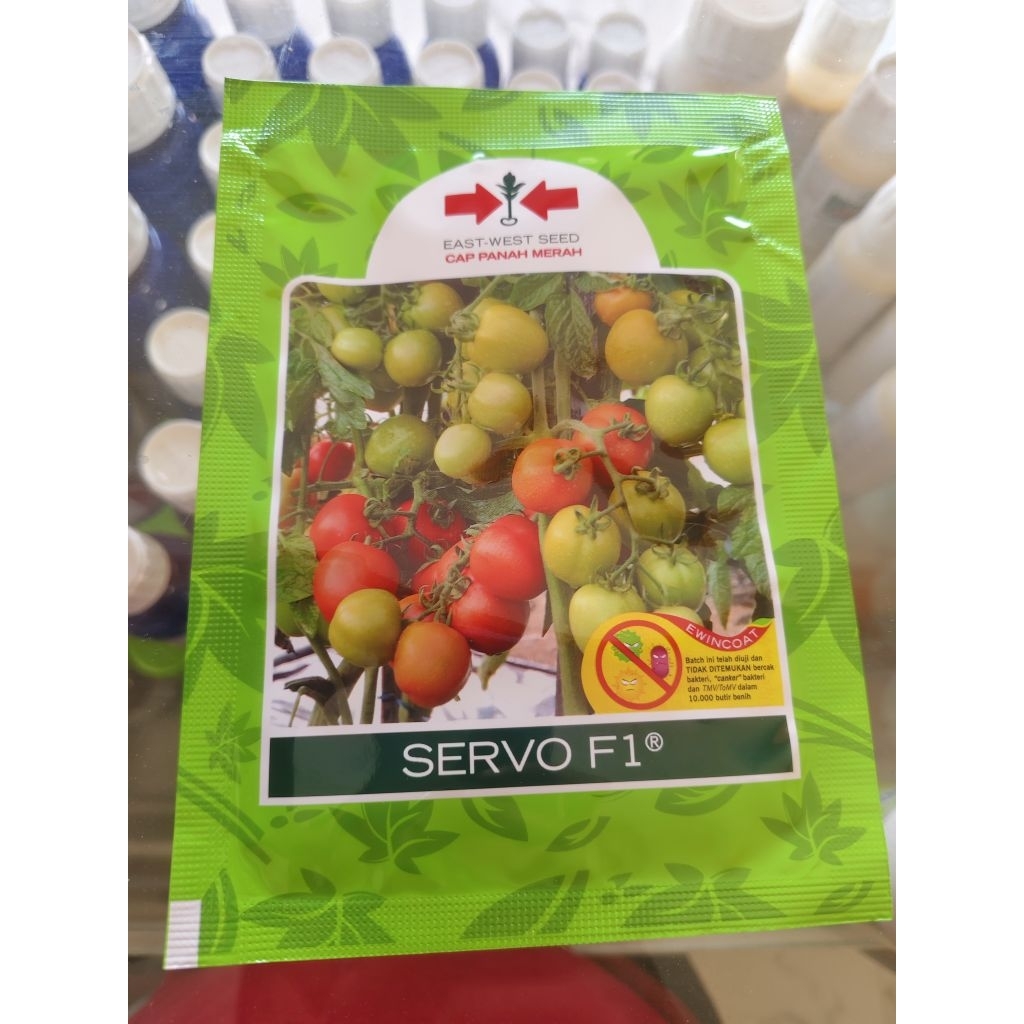 EAST-WEST SEED
CAP PANAH MERAH
EWINCOAT
Batch ini telah diuji dan
TIDAK DITEMUKAN bercak
bakteri, "canker" bakteri
dan TMV/ToMV dalam
10.000 butir benih
SERVO F1®